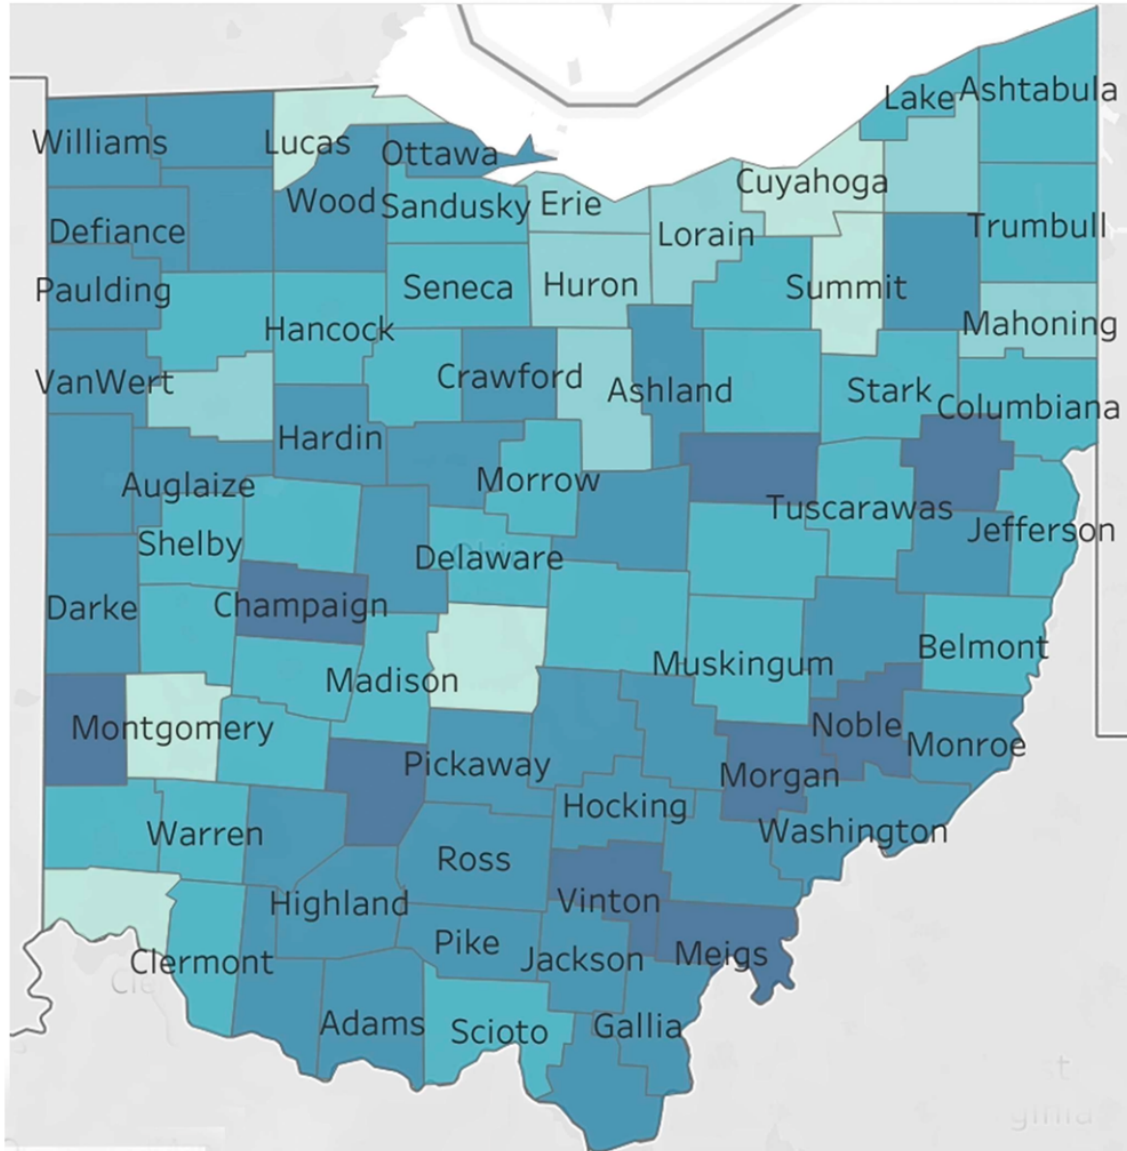 Lake
Ashtabula
Williams
Lucas
Ottawa
Cuyahoga
Wood
Sandusky
Erie
Defiance
Lorain
Trumbull
Paulding
Seneca
Huron
Summit
Hancock
Mahoning
VanWert
Crawford
Ashland
Stark
Columbiana
Hardin
Auglaize
Morrow
Tuscarawas
Jefferson
Shelby
Delaware
Darke
Champaign
Belmont
Muskingum
Madison
Montgomery
Noble
Monroe
Pickaway
Morgan
Hocking
Warren
Washington
Ross
Vinton
Highland
Pike
Jackson
Meigs
Clermont
Adams
Scioto
Gallia